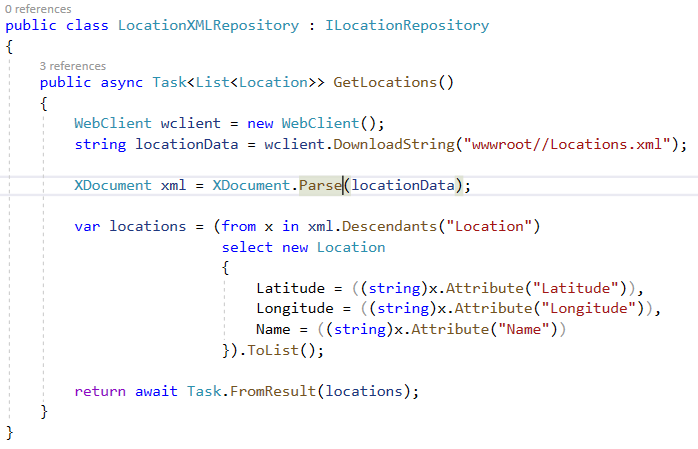 0 references
public class LocationXMLRepository : ILocationRepository
{
3 references
public async Task<List<Location>> GetLocations()
{
WebClient wclient = new WebClient();
string locationData = wclient.DownloadString("wwwroot//Locations.xml");
XDocument xml = XDocument.Parse(locationData);
var locations = (from x in xml.Descendants("Location")
select new Location
{
Latitude = ((string)x.Attribute("Latitude")),
Longitude = ((string)x.Attribute("Longitude")),
Name = ((string)x.Attribute("Name"))
}).ToList();
return await Task.FromResult(locations);
}
}